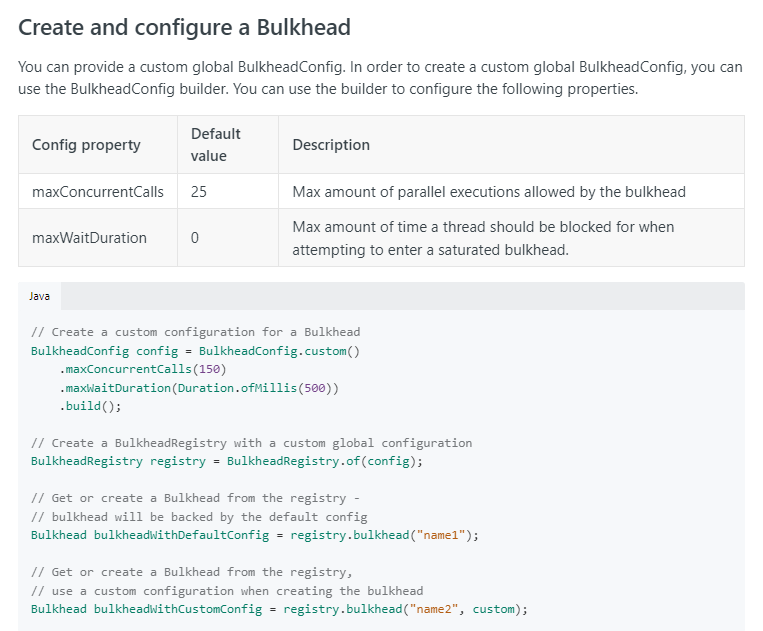 Create and configure a Bulkhead
You can provide a custom global BulkheadConfig. In order to create a custom global BulkheadConfig, you can
use the BulkheadConfig builder. You can use the builder to configure the following properties.
Config property
Default
value
Description
maxConcurrentCalls
25
Max amount of parallel executions allowed by the bulkhead
maxWaitDuration
0
Max amount of time a thread should be blocked for when
attempting to enter a saturated bulkhead.
Java
// Create a custom configuration for a Bulkhead
BulkheadConfig config = BulkheadConfig.custom()
    .maxConcurrentCalls(150)
    .maxWaitDuration(Duration.ofMillis(500))
    .build();
// Create a BulkheadRegistry with a custom global configuration
BulkheadRegistry registry = BulkheadRegistry.of(config);
// Get or create a Bulkhead from the registry -
// bulkhead will be backed by the default config
Bulkhead bulkheadWithDefaultConfig = registry.bulkhead("name1");
// Get or create a Bulkhead from the registry,
// use a custom configuration when creating the bulkhead
Bulkhead bulkheadWithCustomConfig = registry.bulkhead("name2", custom);